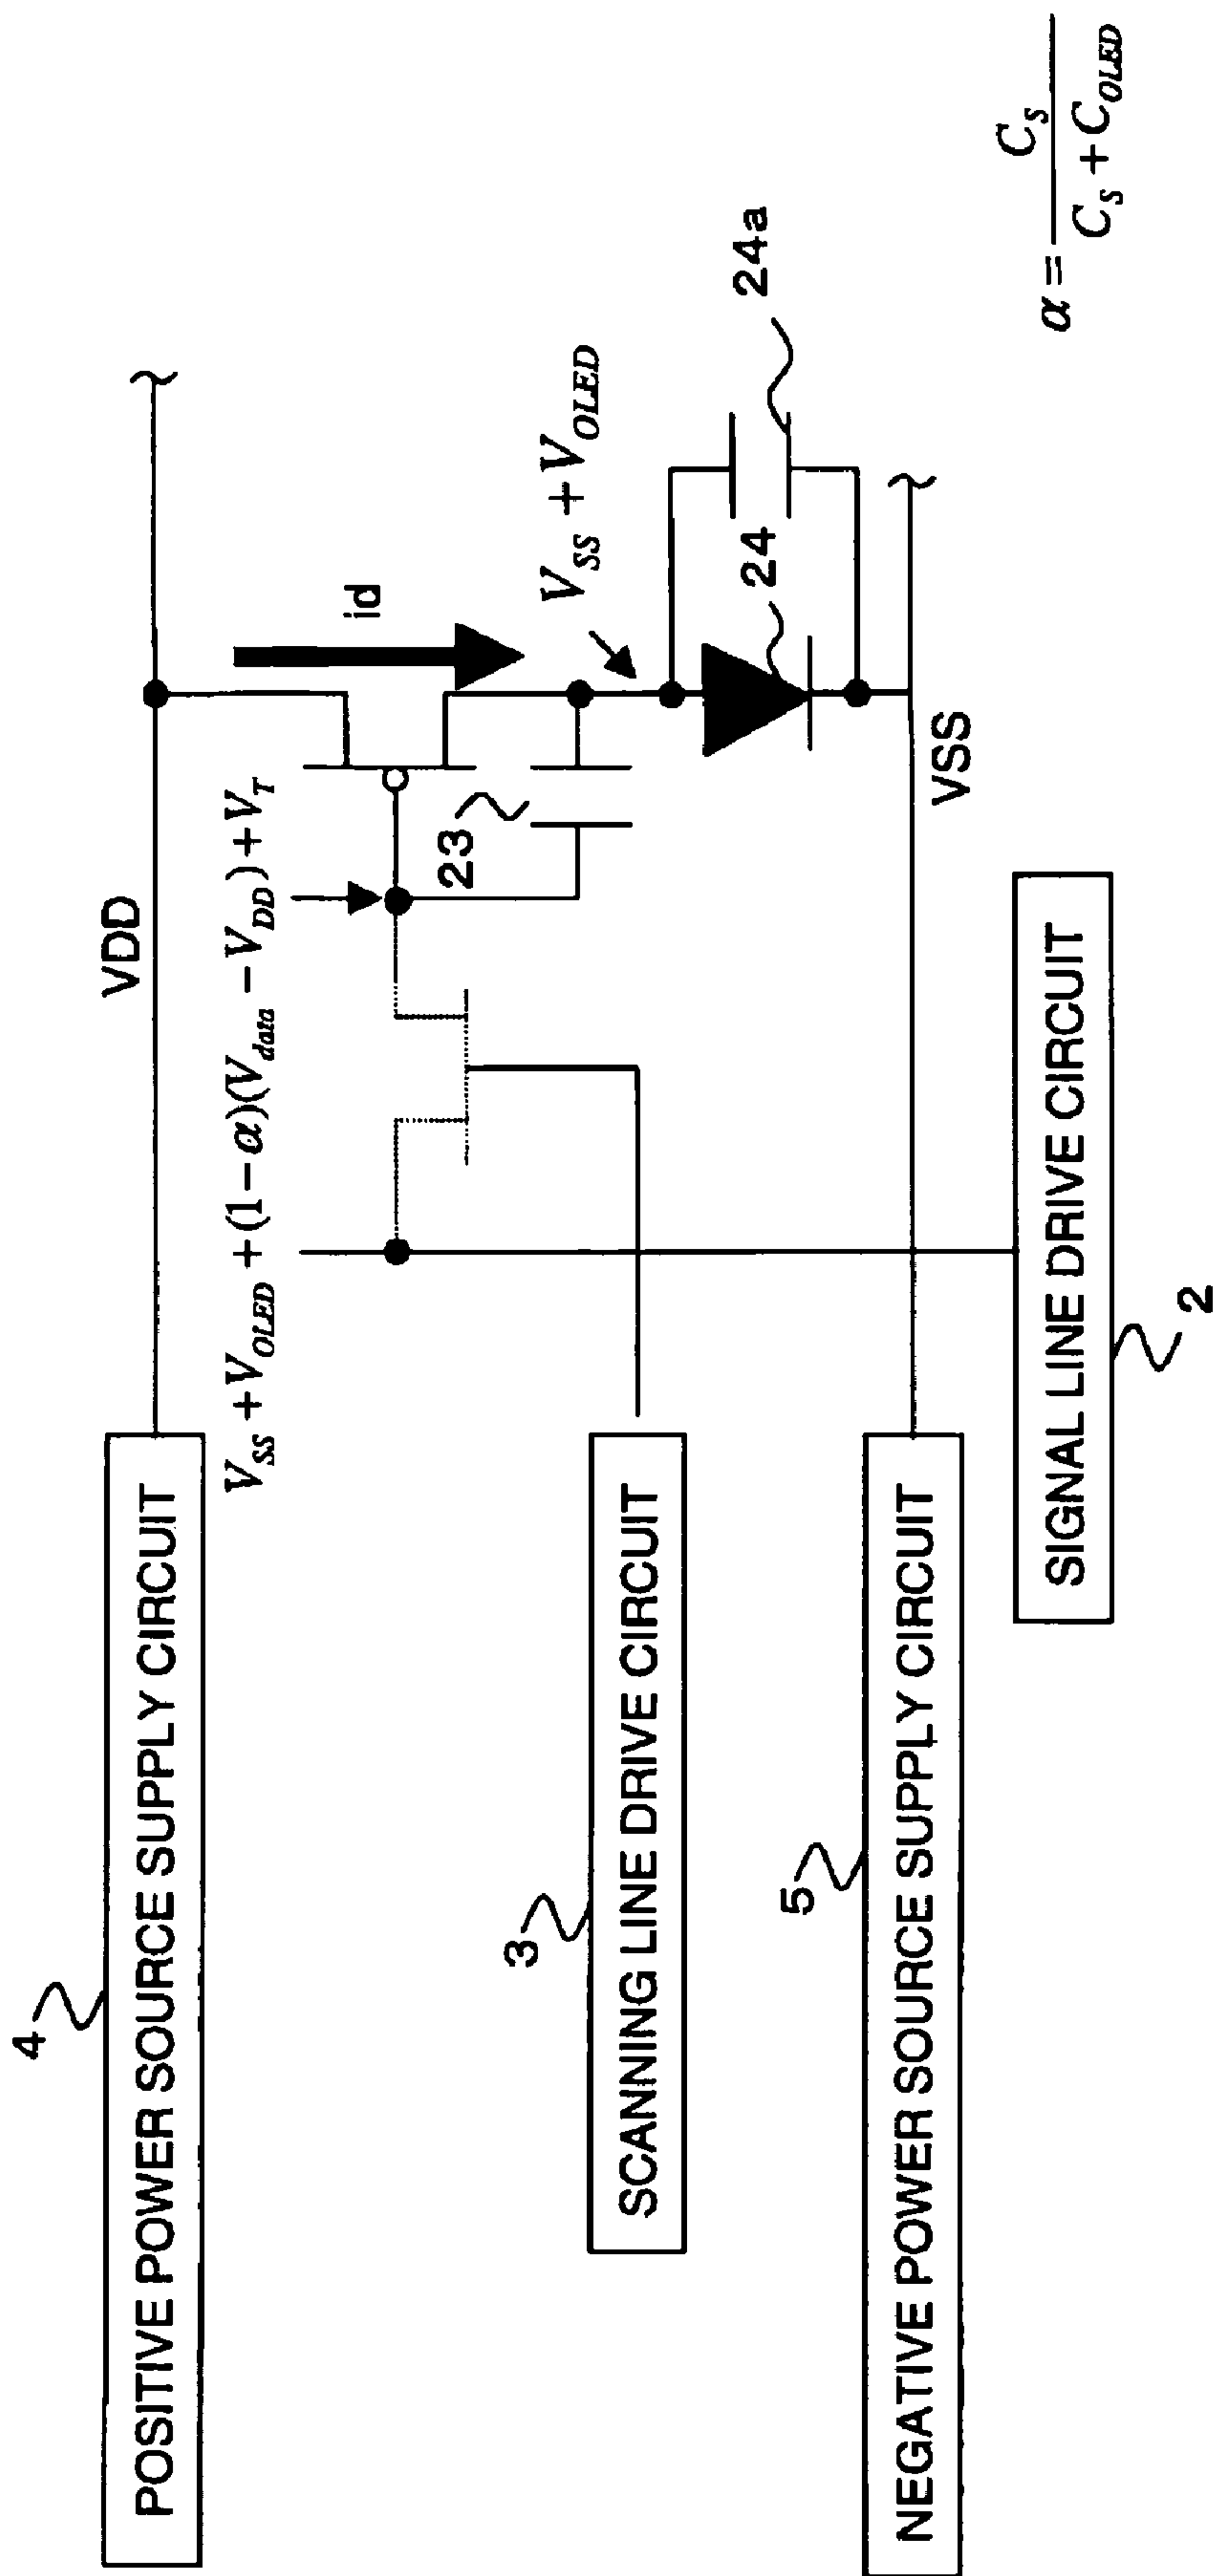 4
POSITIVE POWER SOURCE SUPPLY CIRCUIT
VDD
V_SS + V_OLED + (1-α)(V_data - V_DD) + V_T
id
23
V_SS + V_OLED
24
24a
3
SCANNING LINE DRIVE CIRCUIT
5
NEGATIVE POWER SOURCE SUPPLY CIRCUIT
VSS
SIGNAL LINE DRIVE CIRCUIT
2
α = C_S / (C_S + C_OLED)